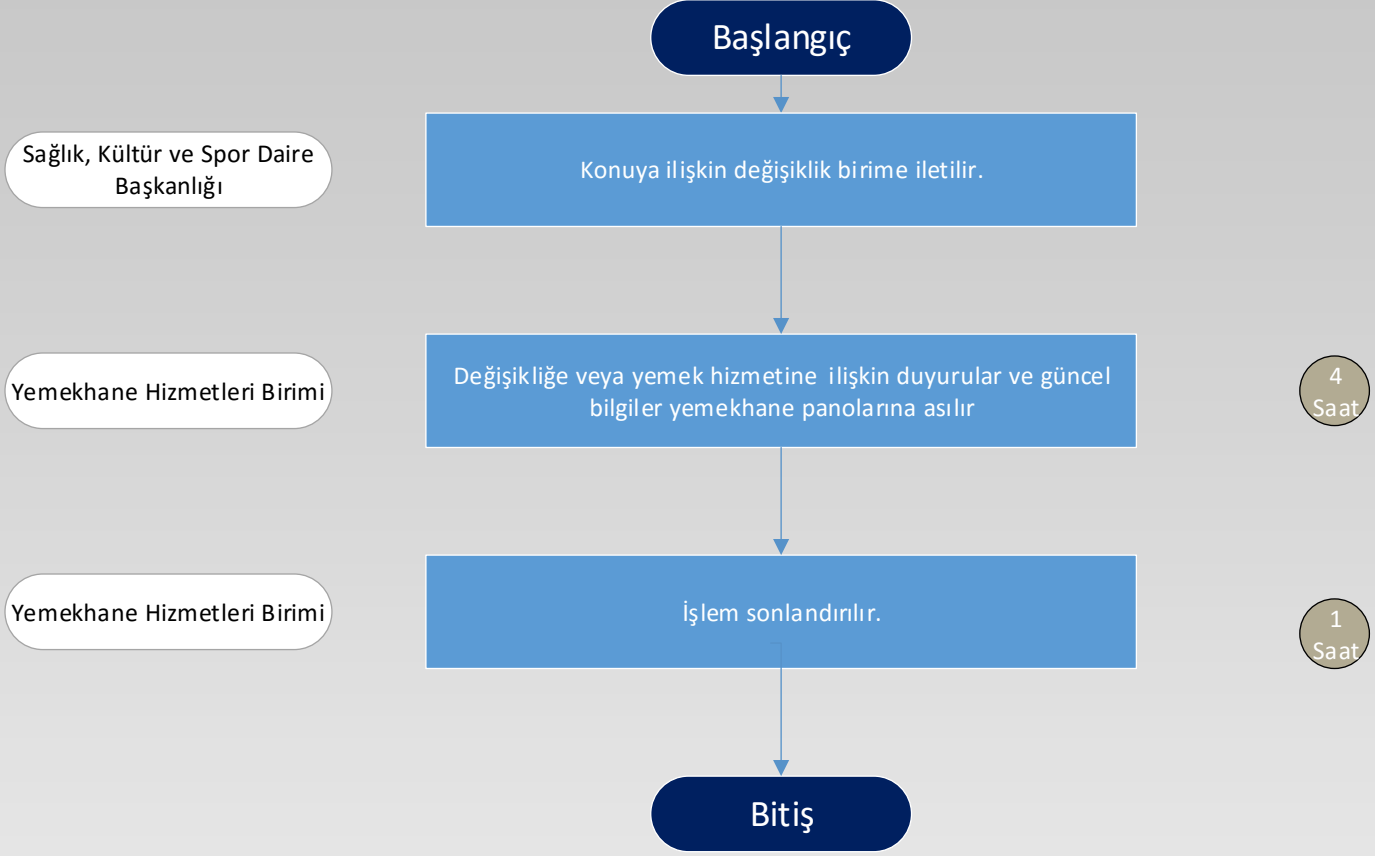 Başlangıç
Sağlık, Kültür ve Spor Daire
Başkanlığı
Konuya ilişkin değişiklik birime iletilir.
Yemekhane Hizmetleri Birimi
Değişikliğe veya yemek hizmetine ilişkin duyurular ve güncel
bilgiler yemekhane panolarına asılır
4
Saat
Yemekhane Hizmetleri Birimi
İşlem sonlandırılır.
1
Saat
Bitiş